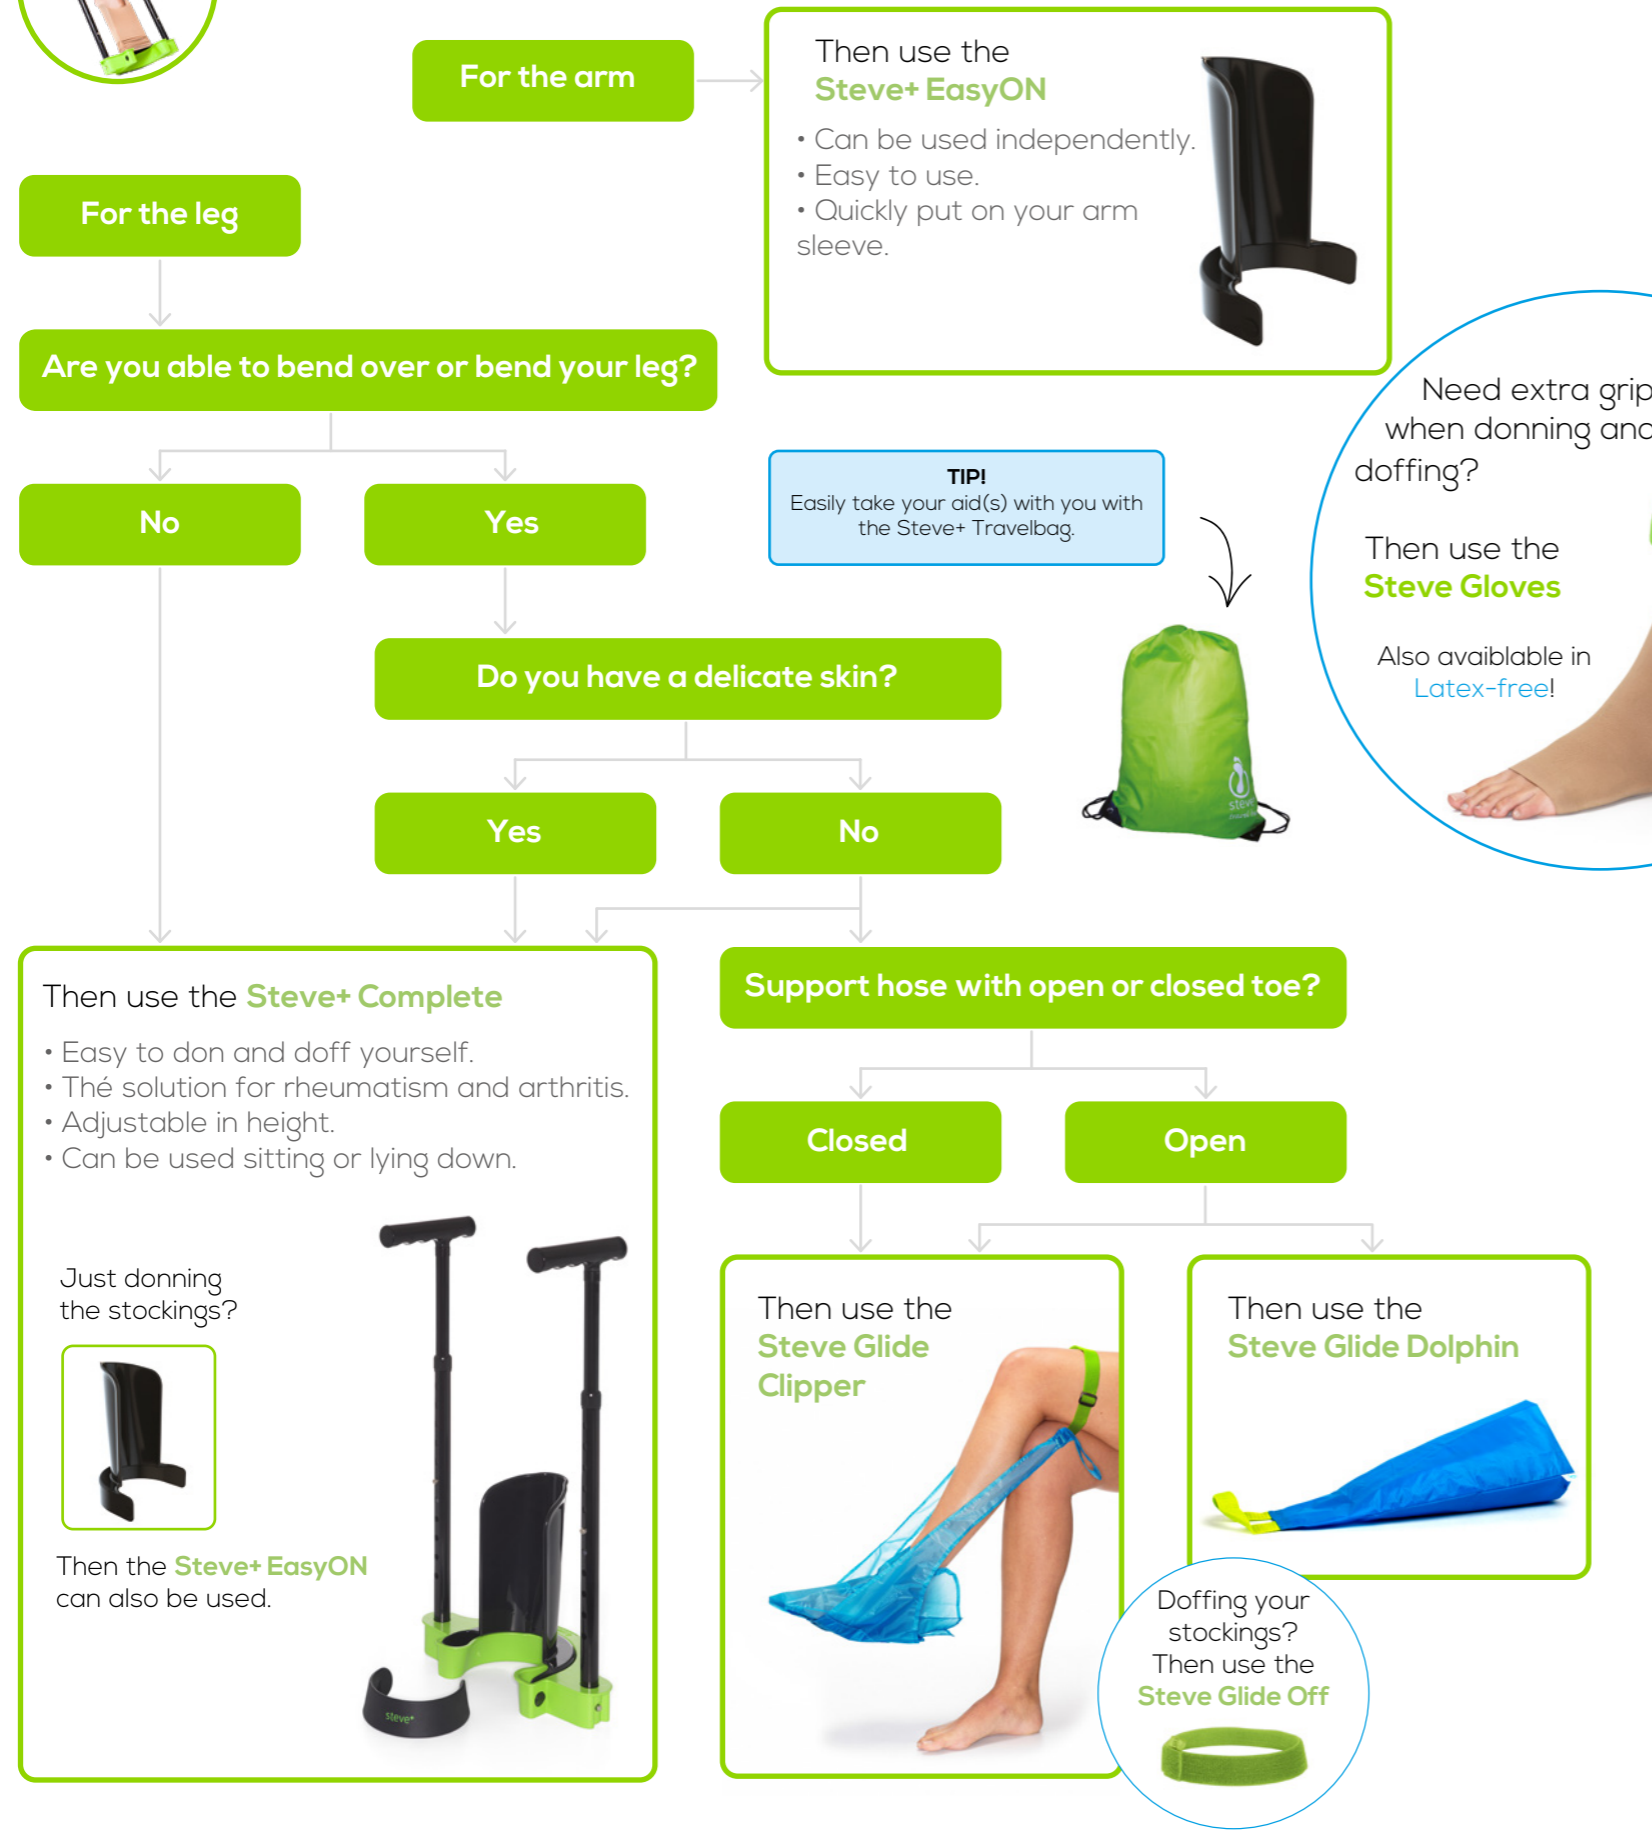 For the arm
Then use the
Steve+ EasyON
• Can be used independently.
• Easy to use.
• Quickly put on your arm
sleeve.
For the leg
Are you able to bend over or bend your leg?
No
Yes
TIP!
Easily take your aid(s) with you with
the Steve+ Travelbag.
Need extra grip
when donning and
doffing?
Then use the
Steve Gloves
Also avaiblable in
Latex-free!
Do you have a delicate skin?
steve
Yes
No
Then use the Steve+ Complete
• Easy to don and doff yourself.
• Thé solution for rheumatism and arthritis.
• Adjustable in height.
• Can be used sitting or lying down.
Just donning
the stockings?
Then the Steve+ EasyON
can also be used.
steve+
Support hose with open or closed toe?
Closed
Open
Then use the
Steve Glide
Clipper
Then use the
Steve Glide Dolphin
Doffing your
stockings?
Then use the
Steve Glide Off